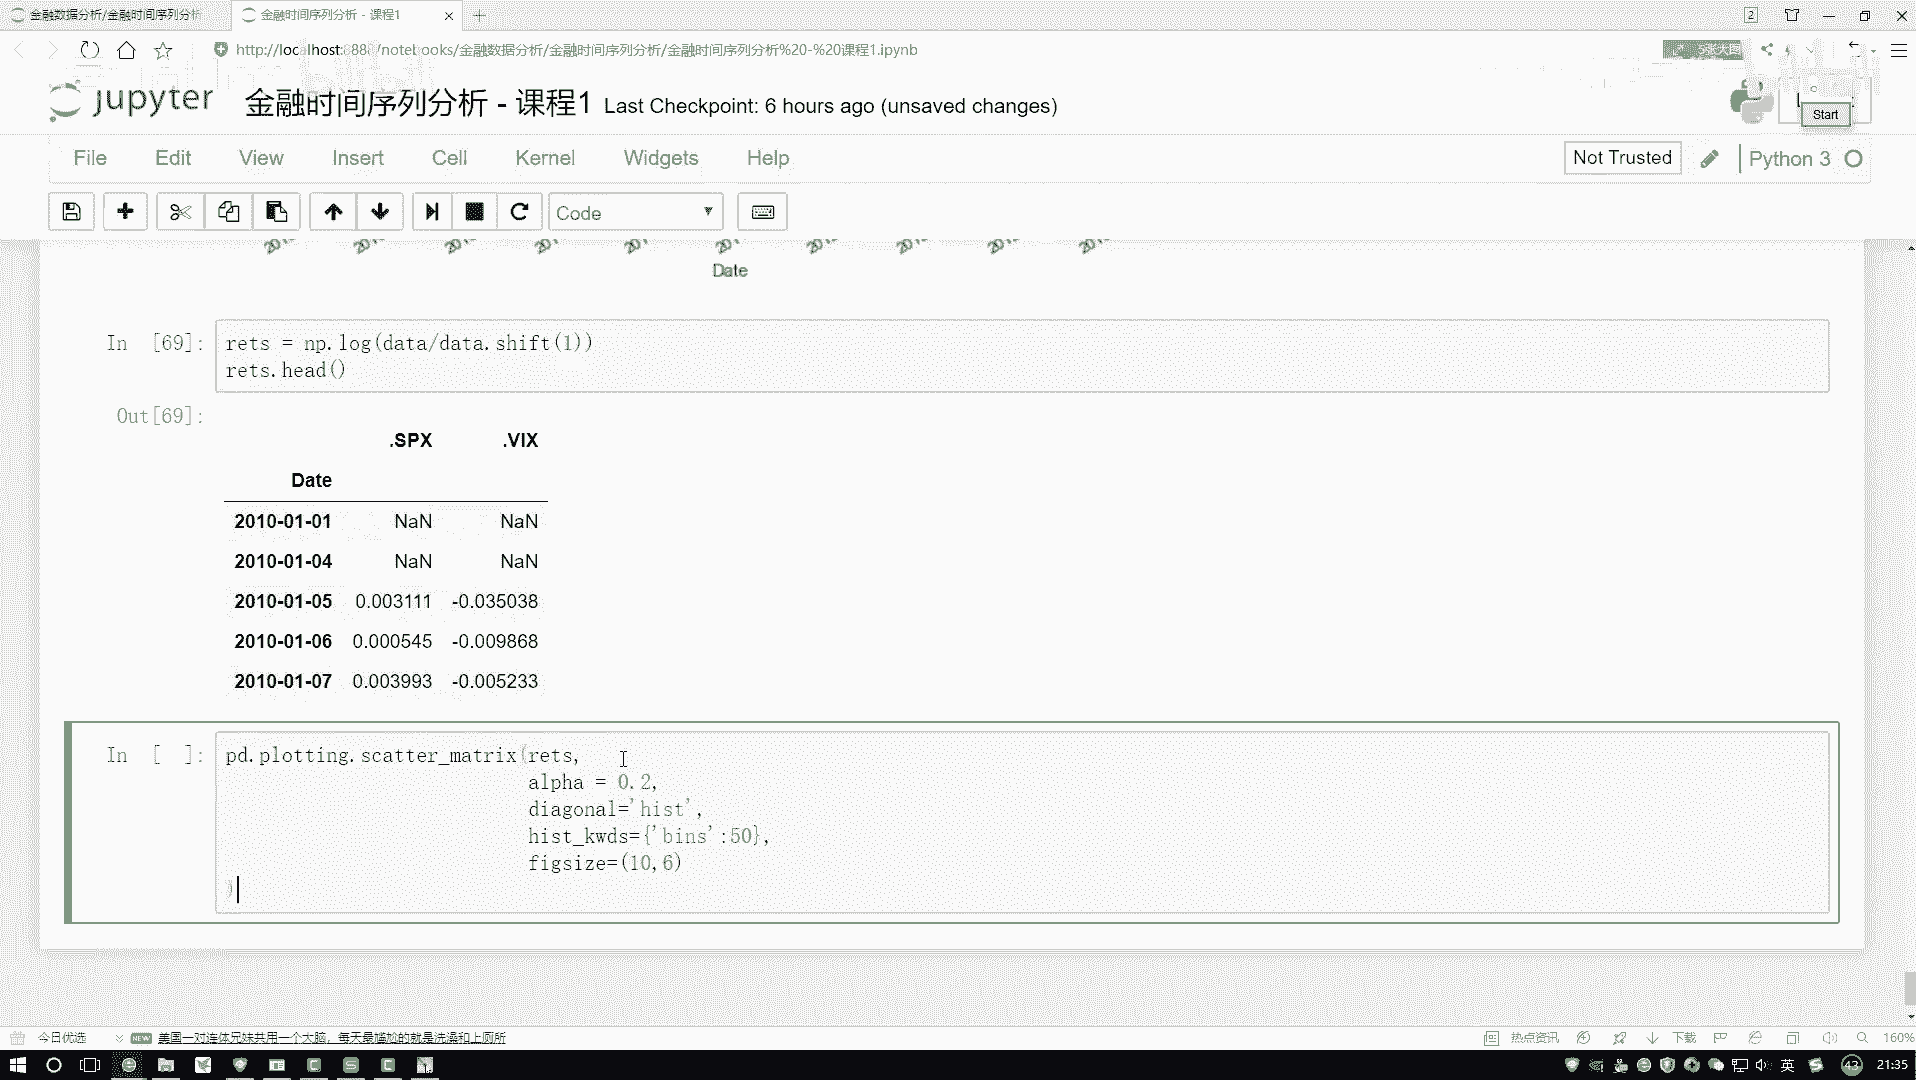 金融数据分析/金融时间序列分析
金融时间序列分析 - 课程1
2
http://localhost:888/notebooks/金融数据分析/金融时间序列分析/金融时间序列分析%20-%20课程1.ipynb
5张大图
jupyter 金融时间序列分析 - 课程1 Last Checkpoint: 6 hours ago (unsaved changes)
Start
File Edit View Insert Cell Kernel Widgets Help
Not Trusted
Python 3
Code
Date
In [69]: rets = np.log(data/data.shift(1))
rets.head()
Out[69]:
.SPX .VIX
Date
2010-01-01 NaN NaN
2010-01-04 NaN NaN
2010-01-05 0.003111 -0.035038
2010-01-06 0.000545 -0.009868
2010-01-07 0.003993 -0.005233
In [ ]: pd.plotting.scatter_matrix(rets,
alpha = 0.2,
diagonal='hist',
hist_kwds={'bins':50},
figsize=(10,6)
)
今日优选 NEW 美国一对连体兄妹共用一个大脑，每天最尴尬的就是洗澡和上厕所
热点资讯 下载 160%
英 43 21:35